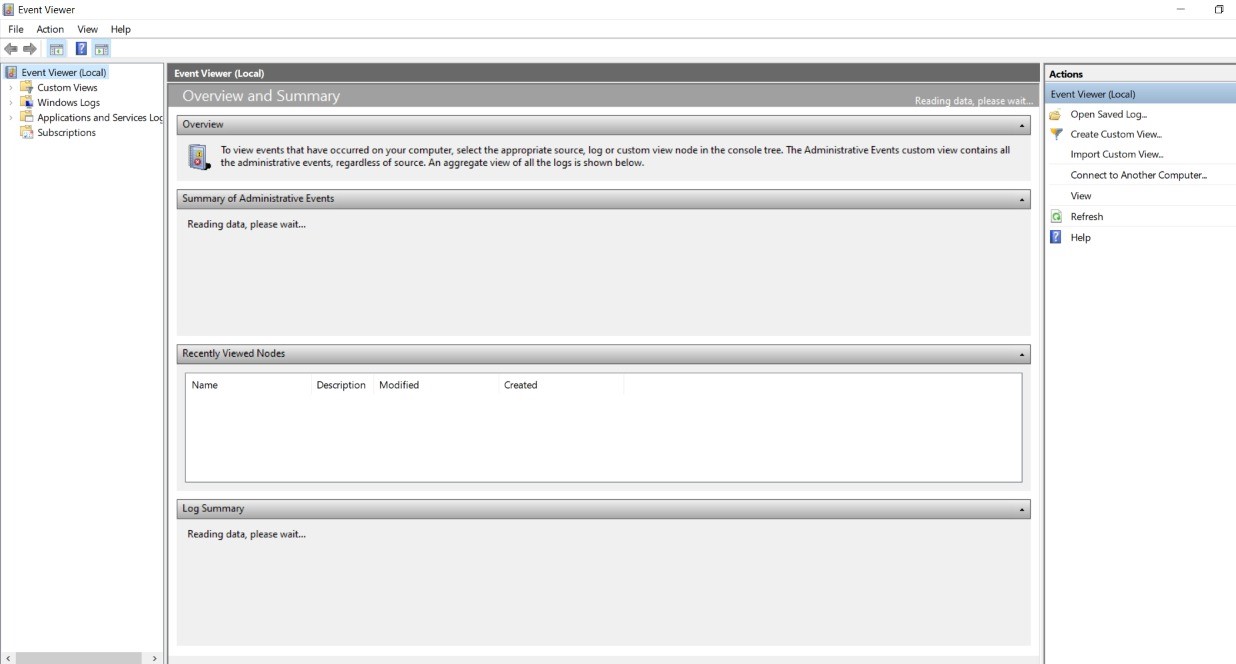 Event Viewer
File Action View Help
Event Viewer (Local)
Custom Views
Windows Logs
Applications and Services Log
Subscriptions
Event Viewer (Local)
Overview and Summary
Reading data, please wait...
Overview
To view events that have occurred on your computer, select the appropriate source, log or custom view node in the console tree. The Administrative Events custom view contains all
the administrative events, regardless of source. An aggregate view of all the logs is shown below.
Summary of Administrative Events
Reading data, please wait...
Recently Viewed Nodes
Name Description Modified Created
Log Summary
Reading data, please wait...
Actions
Event Viewer (Local)
Open Saved Log...
Create Custom View...
Import Custom View...
Connect to Another Computer...
View
Refresh
Help